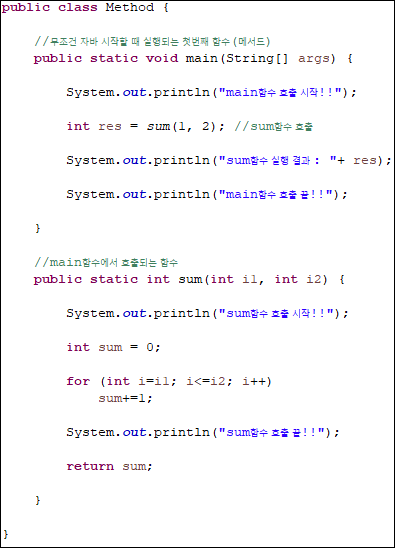 public class Method {
//무조건 자바 시작할 때 실행되는 첫번째 함수(메서드)
public static void main(String[] args) {
System.out.println("main함수 호출 시작!!");
int res = sum(1, 2); //sum함수 호출
System.out.println("sum함수 실행 결과 : "+ res);
System.out.println("main함수 호출 끝!!");
}
//main함수에서 호출되는 함수
public static int sum(int i1, int i2) {
System.out.println("sum함수 호출 시작!!");
int sum = 0;
for (int i=i1; i<=i2; i++)
sum+=1;
System.out.println("sum함수 호출 끝!!");
return sum;
}
}